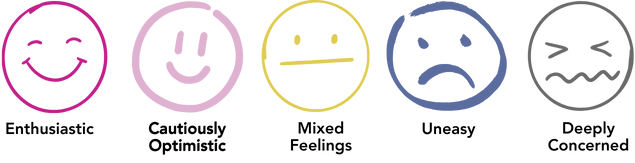 Enthusiastic
Cautiously
Optimistic
Mixed
Feelings
Uneasy
Deeply
Concerned